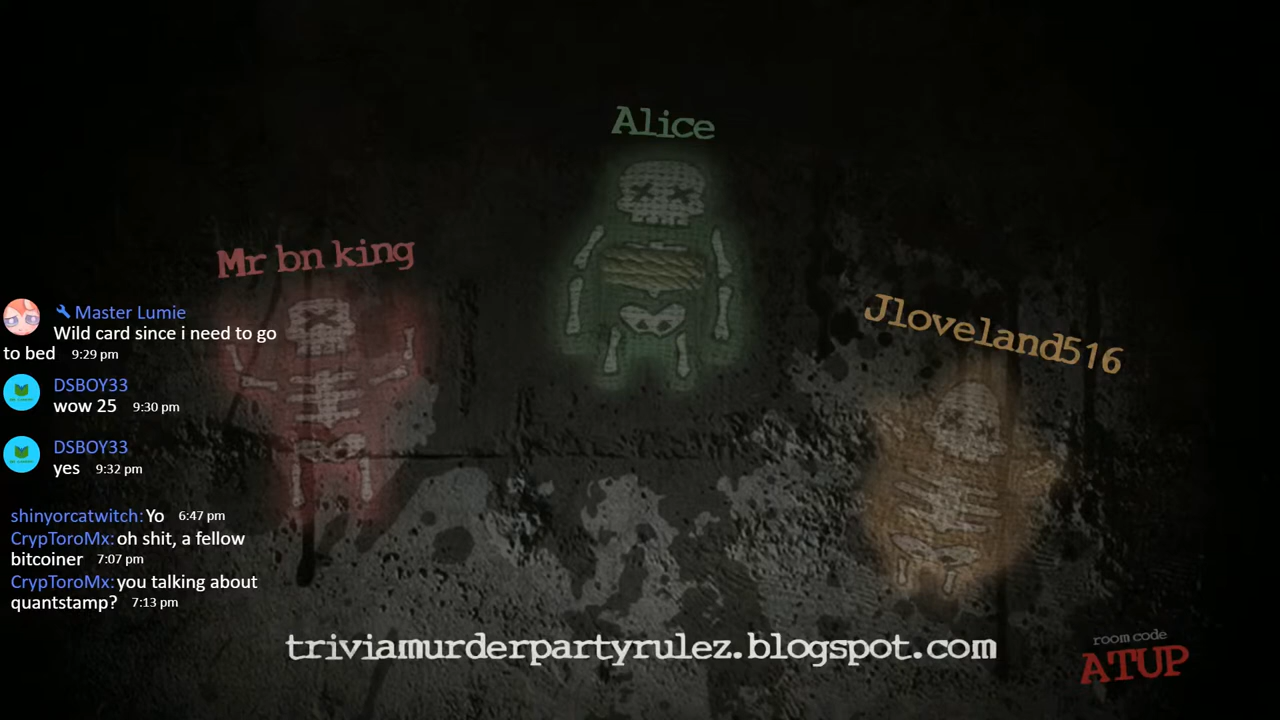 Alice
Mr bn king
Jloveland516
Master Lumie
Wild card since i need to go
to bed 9:29 pm
DSBOY33
wow 25 9:30 pm
DSBOY33
yes 9:32 pm
shinyorcatwitch: Yo 6:47 pm
CrypToroMx: oh shit, a fellow
bitcoiner 7:07 pm
CrypToroMx: you talking about
quantstamp? 7:13 pm
triviamurderpartyrulez.blogspot.com
room code
ATUP